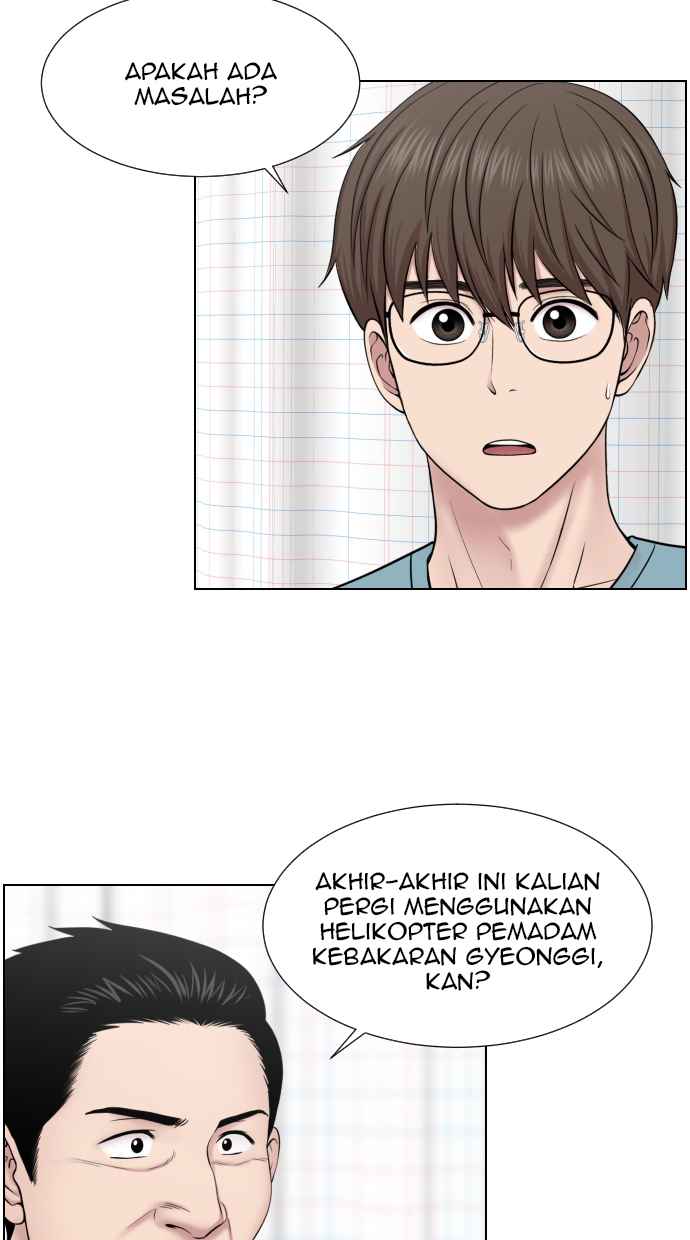 APAKAH ADA
MASALAH?
AKHIR-AKHIR INI KALIAN
PERGI MENGGUNAKAN
HELIKOPTER PEMADAM
KEBAKARAN GYEONGGI,
KAN?